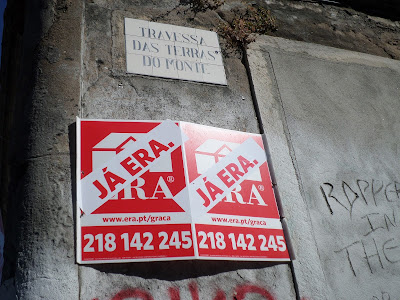 TRAVESSA
DAS TERRAS
DO MONTE
JÁ ERA.
ERA®
www.era.pt/graca
218 142 245
JÁ ERA.
ERA®
www.era.pt/graca
218 142 245
IN
THE